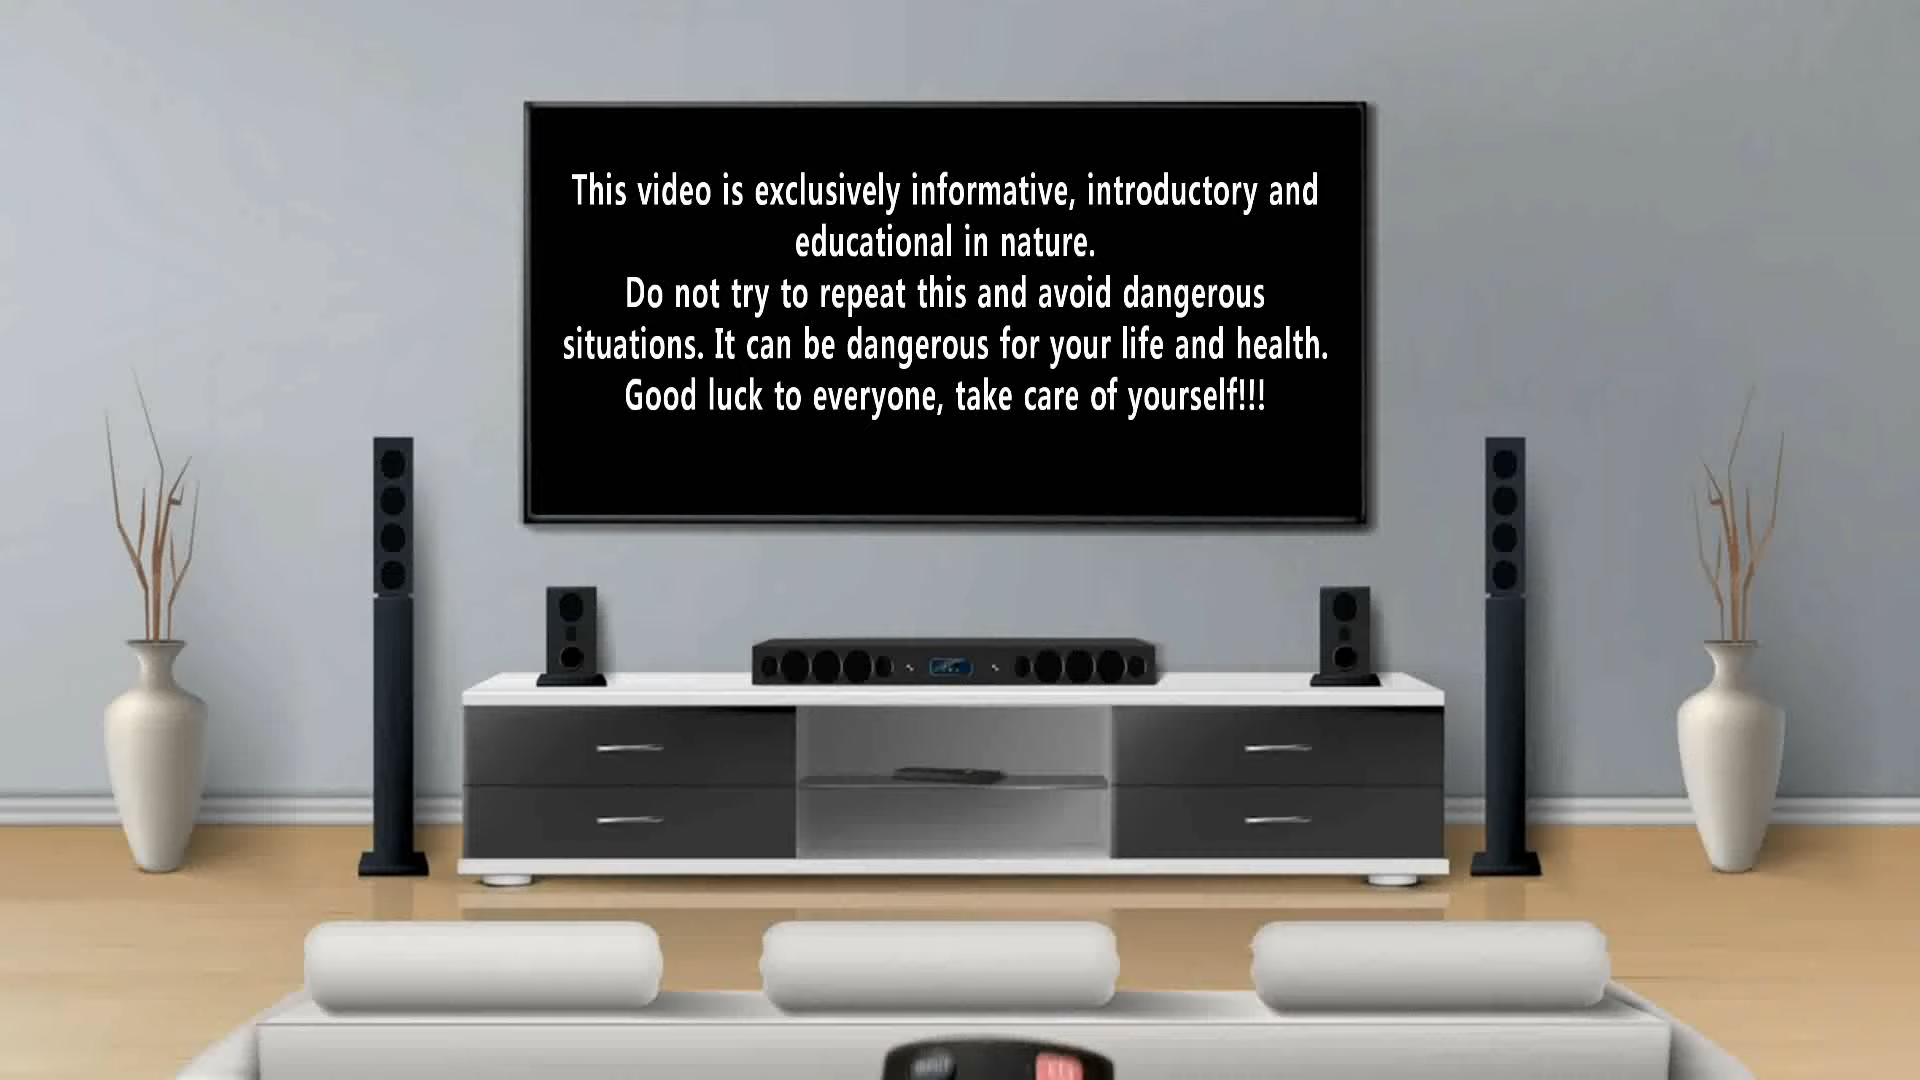 This video is exclusively informative, introductory and
educational in nature.
Do not try to repeat this and avoid dangerous
situations. It can be dangerous for your life and health.
Good luck to everyone, take care of yourself!!!